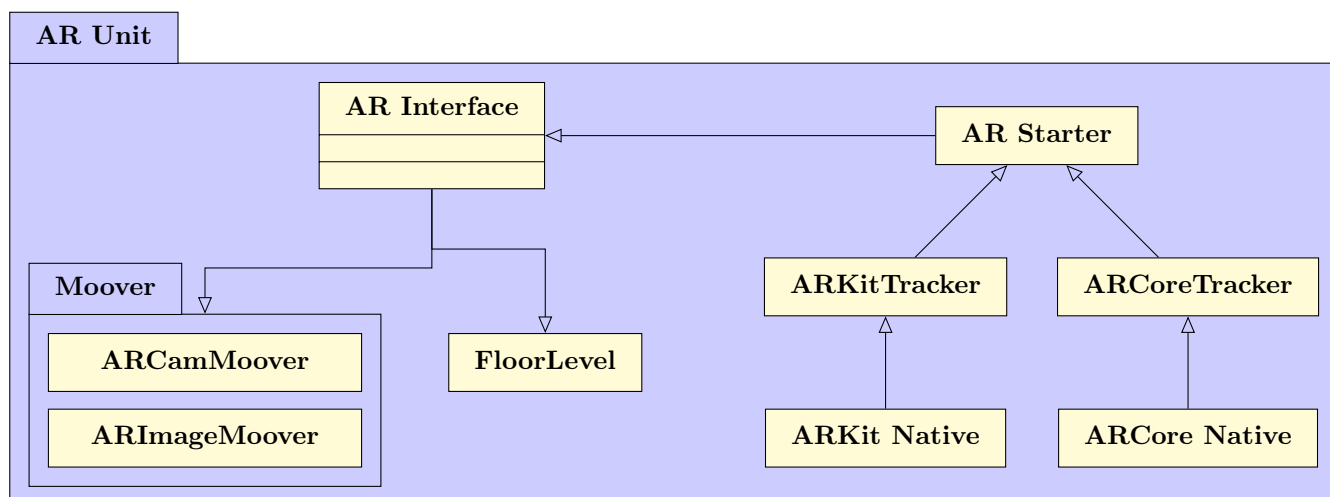 AR Unit
AR Interface
AR Starter
Moover
ARKitTracker
ARCoreTracker
ARCamMoover
FloorLevel
ARImageMoover
ARKit Native
ARCore Native